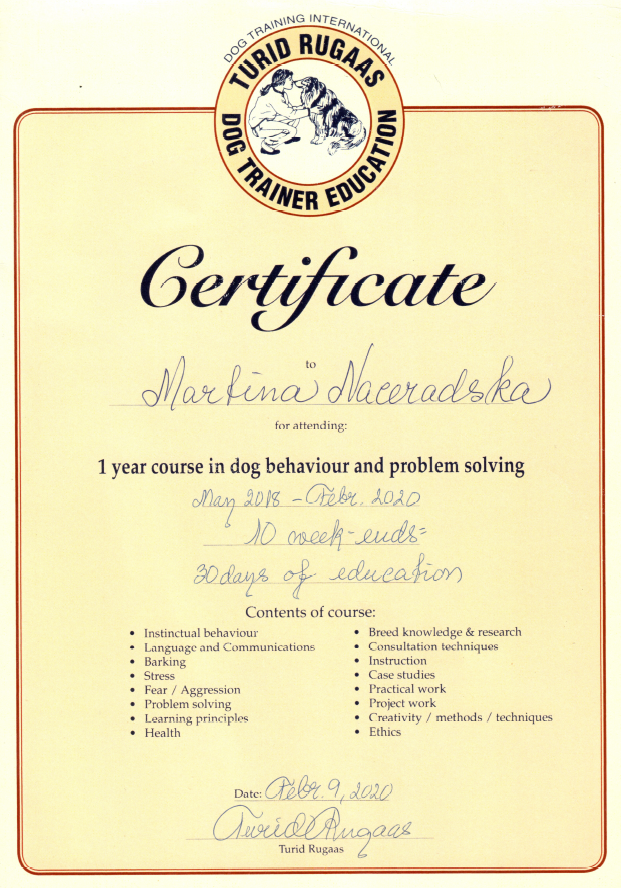 DOG TRAINING INTERNATIONAL
TURID RUGAAS
DOG TRAINER EDUCATION
Certificate
to
Martina Naceradska
for attending:
1 year course in dog behaviour and problem solving
May 2018 - Febr. 2020
10 week-ends=
30 days of education
Contents of course:
• Instinctual behaviour
• Language and Communications
• Barking
• Stress
• Fear / Aggression
• Problem solving
• Learning principles
• Health
• Breed knowledge & research
• Consultation techniques
• Instruction
• Case studies
• Practical work
• Project work
• Creativity / methods / techniques
• Ethics
Date: Febr. 9, 2020
Turid Rugaas
Turid Rugaas